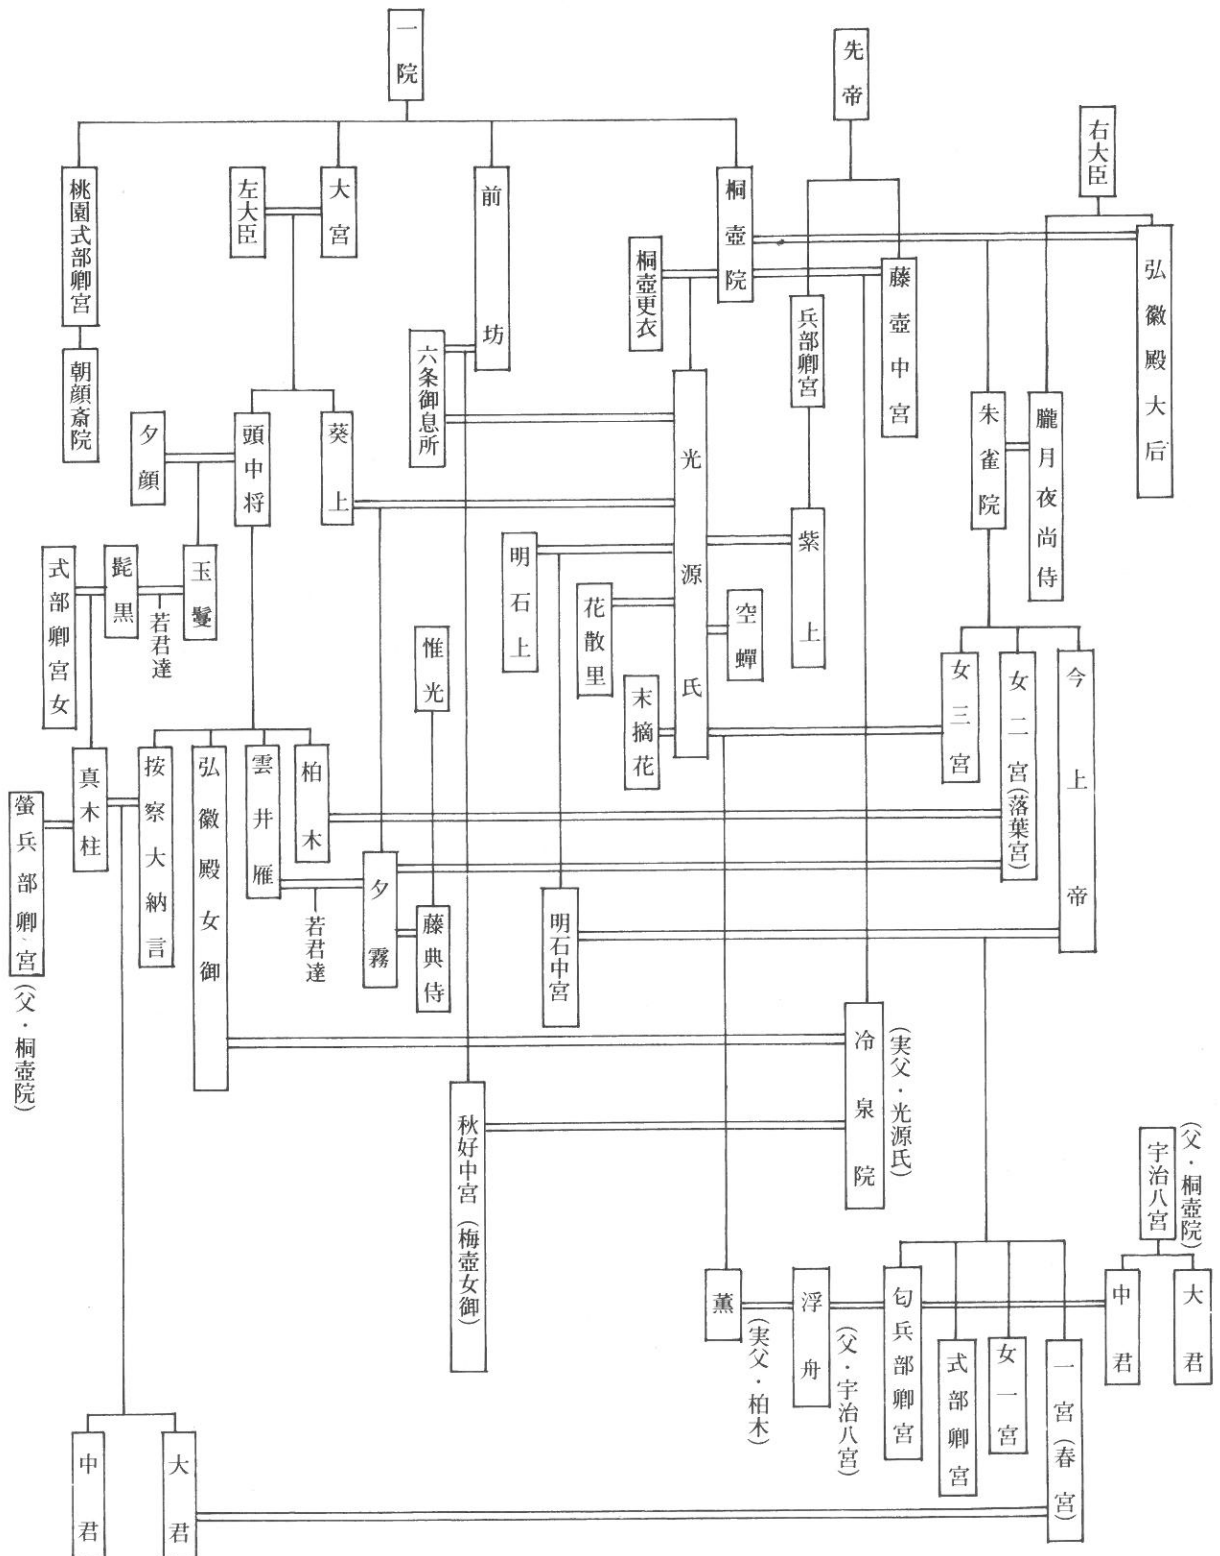 右大臣
弘徽殿大后
朧月夜尚侍
朱雀院
今上帝
女二宮(落葉宮)
女三宮
先帝
藤壺中宮
兵部卿宮
紫上
空蟬
一院
桐壺院
桐壺更衣
光源氏
明石上
花散里
末摘花
前坊
六条御息所
大宮
左大臣
葵上
頭中将
夕顔
桃園式部卿宮
朝顔斎院
玉鬘
髭黒
若君達
式部卿宮女
惟光
柏木
雲井雁
弘徽殿女御
按察大納言
真木柱
螢兵部卿宮
(父・桐壺院)
夕霧
若君達
藤典侍
明石中宮
冷泉院
(実父・光源氏)
秋好中宮(梅壺女御)
(父・桐壺院)
宇治八宮
大君
中君
一宮(春宮)
女一宮
式部卿宮
匂兵部卿宮
浮舟
(父・宇治八宮)
薫
(実父・柏木)
大君
中君